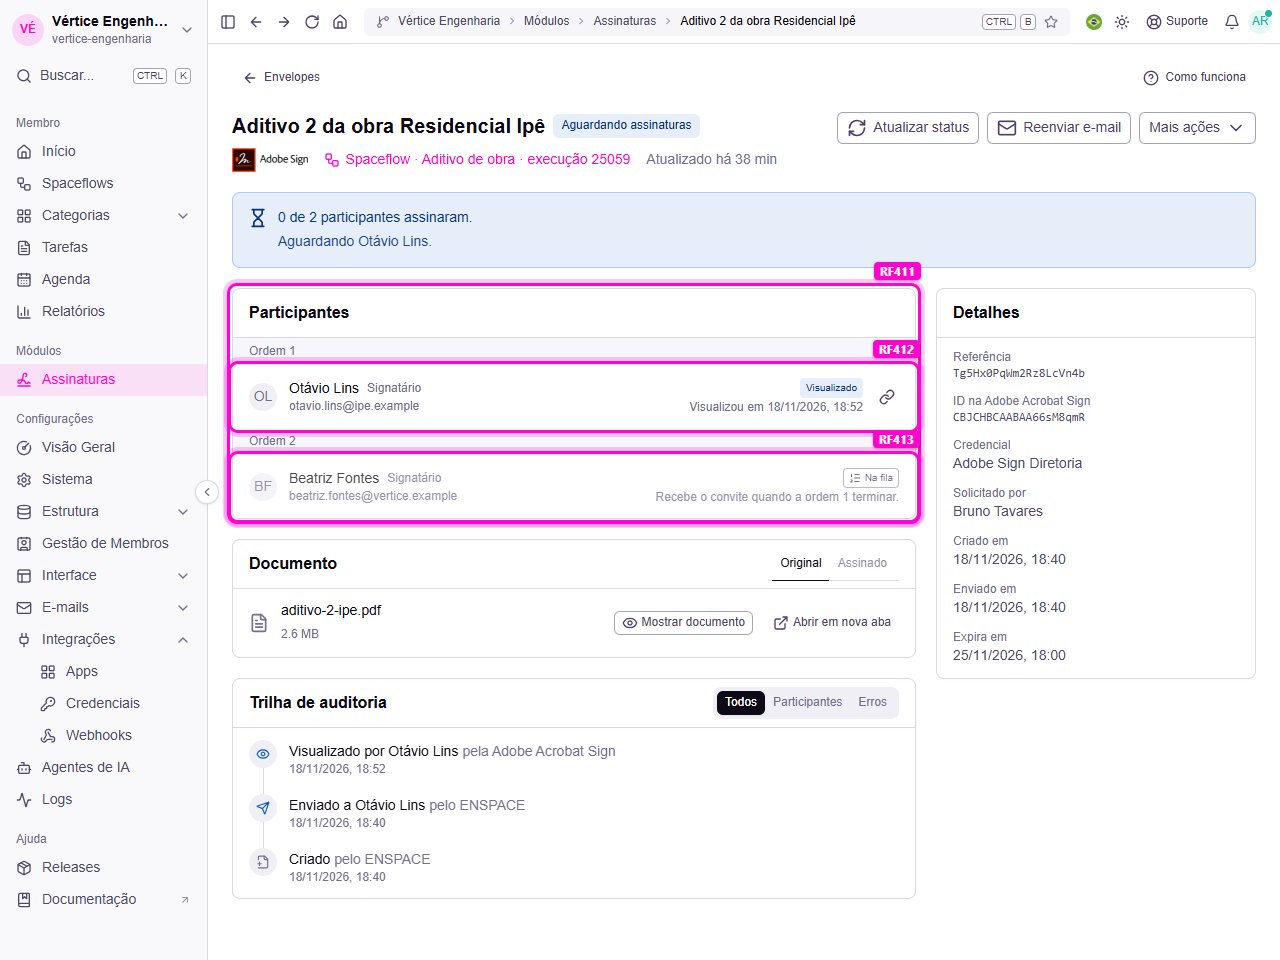 VÉ
Vértice Engenh...
vertice-engenharia
Buscar...
CTRL
K
Membro
Início
Spaceflows
Categorias
Tarefas
Agenda
Relatórios
Módulos
Assinaturas
Configurações
Visão Geral
Sistema
Estrutura
Gestão de Membros
Interface
E-mails
Integrações
Apps
Credenciais
Webhooks
Agentes de IA
Logs
Ajuda
Releases
Documentação
Vértice Engenharia
Módulos
Assinaturas
Aditivo 2 da obra Residencial Ipê
CTRL
B
Suporte
AR
Envelopes
Como funciona
Aditivo 2 da obra Residencial Ipê
Aguardando assinaturas
Atualizar status
Reenviar e-mail
Mais ações
Adobe Sign
Spaceflow · Aditivo de obra · execução 25059
Atualizado há 38 min
0 de 2 participantes assinaram.
Aguardando Otávio Lins.
RF411
Participantes
Ordem 1
RF412
OL
Otávio Lins Signatário
otavio.lins@ipe.example
Visualizado
Visualizou em 18/11/2026, 18:52
Ordem 2
RF413
BF
Beatriz Fontes Signatário
beatriz.fontes@vertice.example
Na fila
Recebe o convite quando a ordem 1 terminar.
Documento
Original
Assinado
aditivo-2-ipe.pdf
2.6 MB
Mostrar documento
Abrir em nova aba
Trilha de auditoria
Todos
Participantes
Erros
Visualizado por Otávio Lins pela Adobe Acrobat Sign
18/11/2026, 18:52
Enviado a Otávio Lins pelo ENSPACE
18/11/2026, 18:40
Criado pelo ENSPACE
18/11/2026, 18:40
Detalhes
Referência
Tg5Hx0PqWm2Rz8LcVn4b
ID na Adobe Acrobat Sign
CBJCHBCAABAA66sM8qmR
Credencial
Adobe Sign Diretoria
Solicitado por
Bruno Tavares
Criado em
18/11/2026, 18:40
Enviado em
18/11/2026, 18:40
Expira em
25/11/2026, 18:00